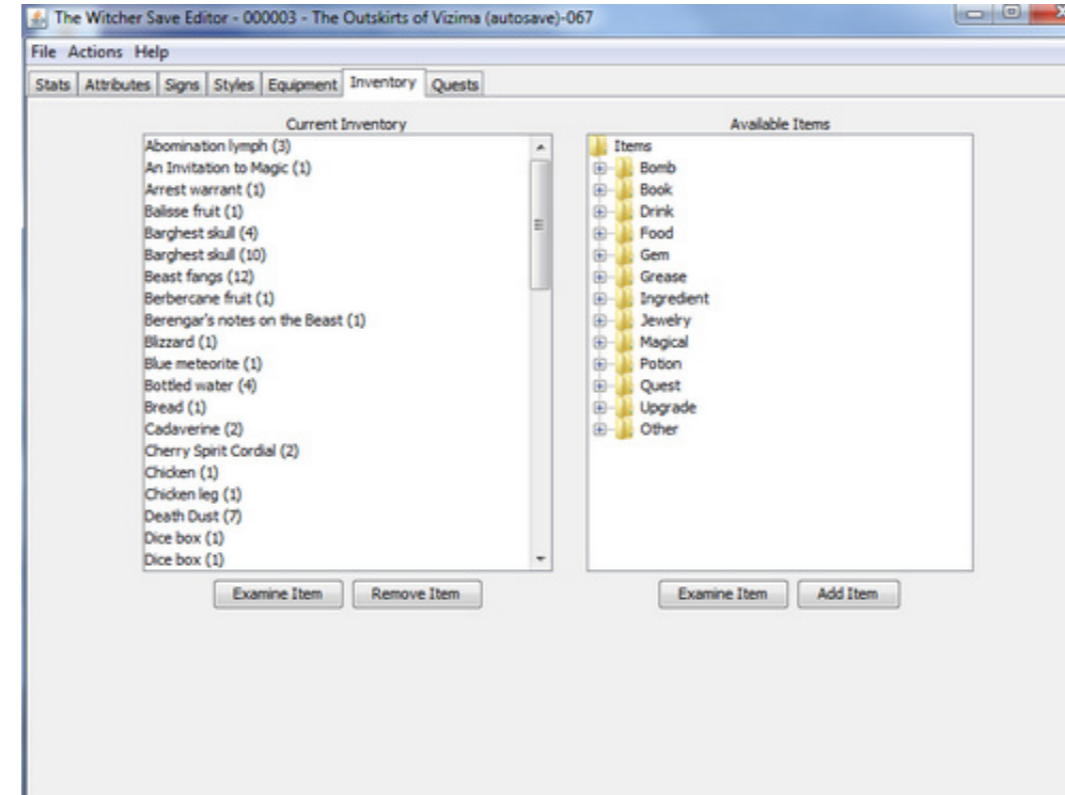 The Witcher Save Editor - 000003 - The Outskirts of Vizima (autosave)-067
File Actions Help
Stats Attributes Signs Styles Equipment Inventory Quests
Current Inventory
Abomination lymph (3)
An Invitation to Magic (1)
Arrest warrant (1)
Balisse fruit (1)
Barghest skull (4)
Barghest skull (10)
Beast fangs (12)
Berbercane fruit (1)
Berengar's notes on the Beast (1)
Blizzard (1)
Blue meteorite (1)
Bottled water (4)
Bread (1)
Cadaverine (2)
Cherry Spirit Cordial (2)
Chicken (1)
Chicken leg (1)
Death Dust (7)
Dice box (1)
Dice box (1)
Examine Item Remove Item
Available Items
Items
Bomb
Book
Drink
Food
Gem
Grease
Ingredient
Jewelry
Magical
Potion
Quest
Upgrade
Other
Examine Item Add Item